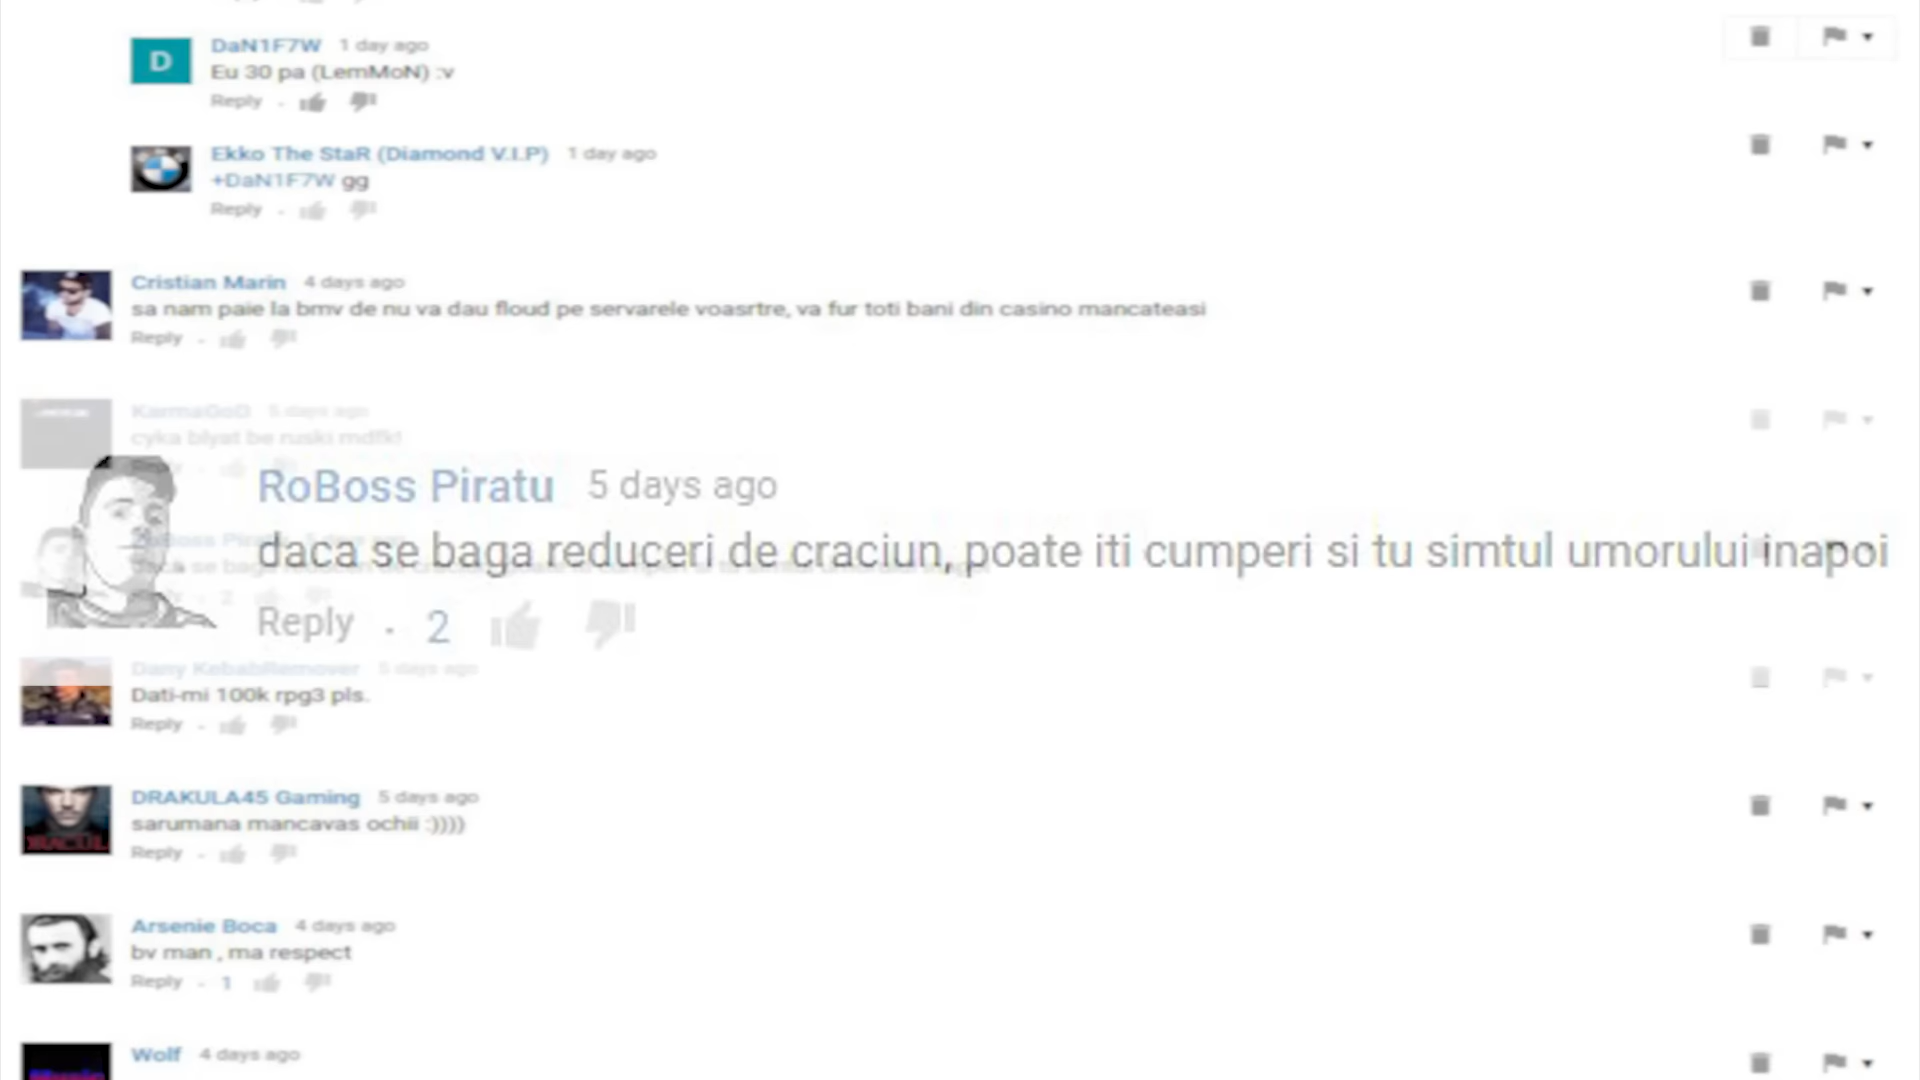 D
DaN1F7W 1 day ago
Eu 30 pa (LemMoN) :v
Reply
Ekko The StaR (Diamond V.I.P) 1 day ago
+DaN1F7W gg
Reply
Cristian Marin 4 days ago
sa nam paie la bmv de nu va dau floud pe servarele voasrtre, va fur toti bani din casino mancateasi
Reply
KarmaGoD 5 days ago
cyka blyat be ruski mdfk!
RoBoss Piratu 5 days ago
daca se baga reduceri de craciun, poate iti cumperi si tu simtul umorului inapoi
Reply . 2
Dany KebabRemover 5 days ago
Dati-mi 100k rpg3 pls.
Reply
DRAKULA45 Gaming 5 days ago
sarumana mancavas ochii :))))
Reply
Arsenie Boca 4 days ago
bv man , ma respect
Reply 1
Wolf 4 days ago